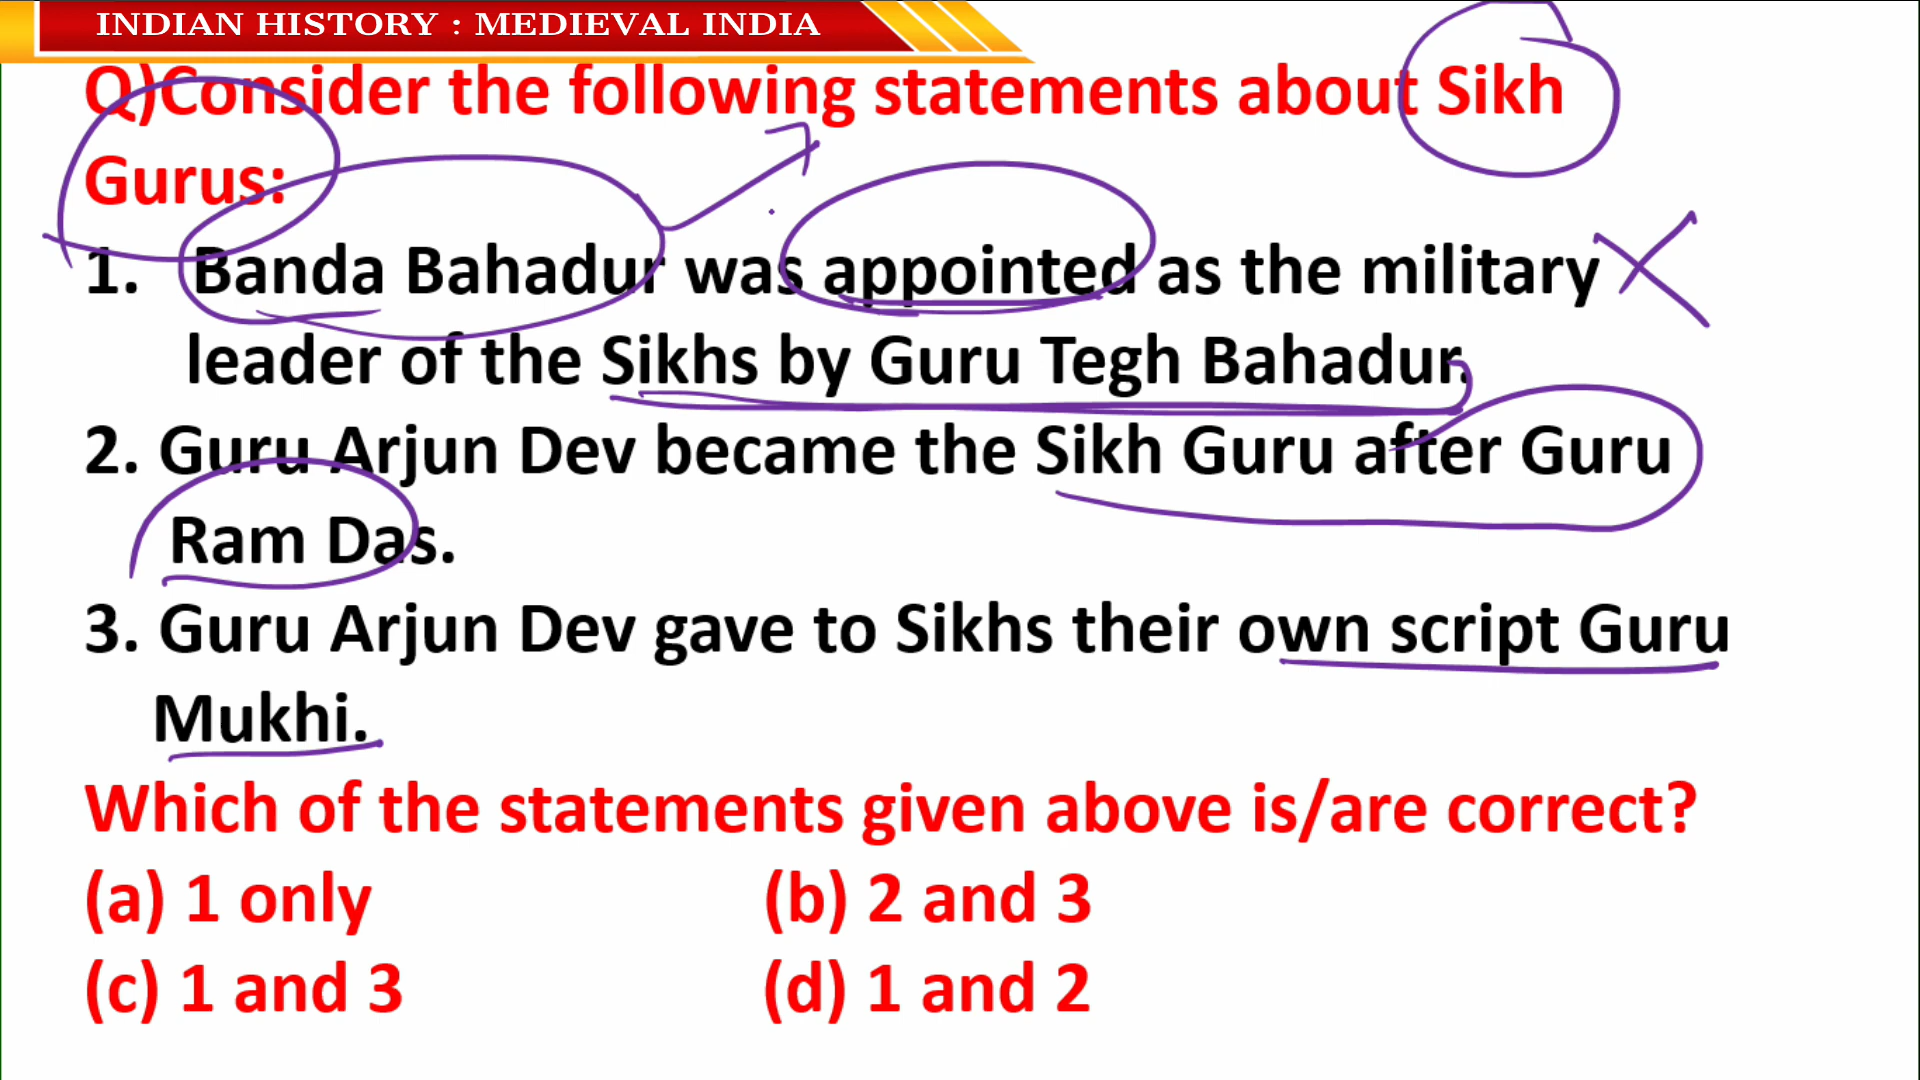 INDIAN HISTORY : MEDIEVAL INDIA
Q)Consider the following statements about Sikh
Gurus:
1. Banda Bahadur was appointed as the military
leader of the Sikhs by Guru Tegh Bahadur.
2. Guru Arjun Dev became the Sikh Guru after Guru
Ram Das.
3. Guru Arjun Dev gave to Sikhs their own script Guru
Mukhi.
Which of the statements given above is/are correct?
(a) 1 only (b) 2 and 3
(c) 1 and 3 (d) 1 and 2